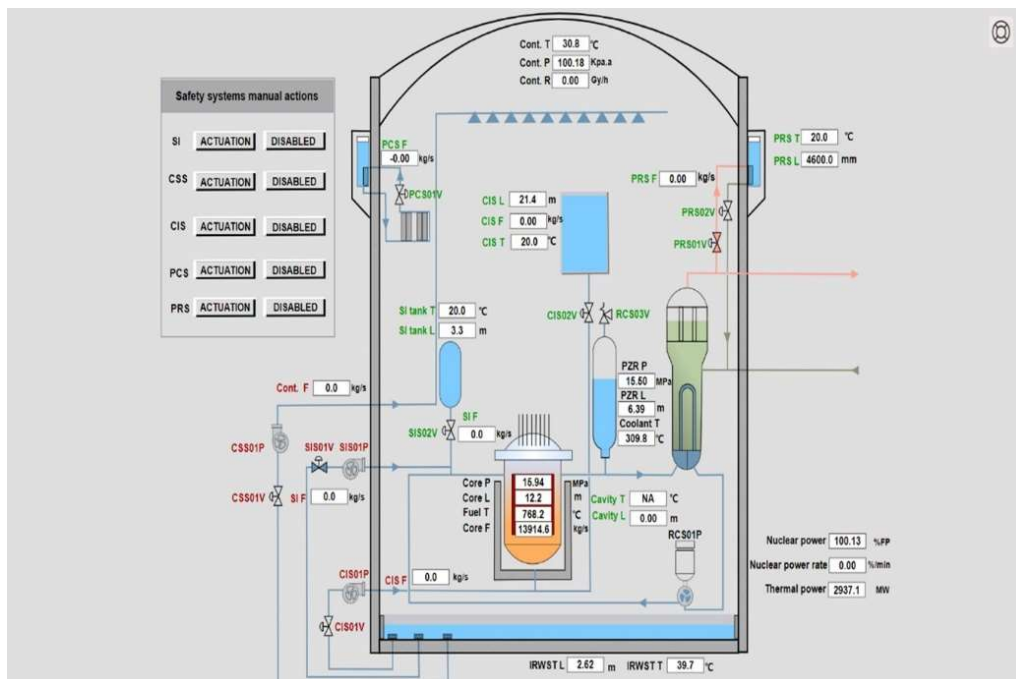 Cont. T 30.8 ℃
Cont. P 100.18 Kpa.a
Cont. R 0.00 Gy/h
Safety systems manual actions
SI ACTUATION DISABLED
CSS ACTUATION DISABLED
CIS ACTUATION DISABLED
PCS ACTUATION DISABLED
PRS ACTUATION DISABLED
PCS F
-0.00 kg/s
PCS01V
PRS T 20.0 ℃
PRS L 4600.0 mm
PRS F 0.00 kg/s
PRS02V
PRS01V
CIS L 21.4 m
CIS F 0.00 kg/s
CIS T 20.0 ℃
SI tank T 20.0 ℃
SI tank L 3.3 m
CIS02V RCS03V
PZR P
15.50 MPa
PZR L
6.39 m
Coolant T
309.8 ℃
Cont. F 0.0 kg/s
SI F
0.0 kg/s
SIS02V
CSS01P
SIS01V SIS01P
CSS01V SI F 0.0 kg/s
Core P 15.94 MPa
Core L 12.2 m
Fuel T 768.2 ℃
Core F 13914.6 kg/s
Cavity T NA ℃
Cavity L 0.00 m
RCS01P
Nuclear power 100.13 %FP
Nuclear power rate 0.00 %/min
Thermal power 2937.1 MW
CIS01P CIS F 0.0 kg/s
CIS01V
IRWST L 2.62 m IRWST T 39.7 ℃